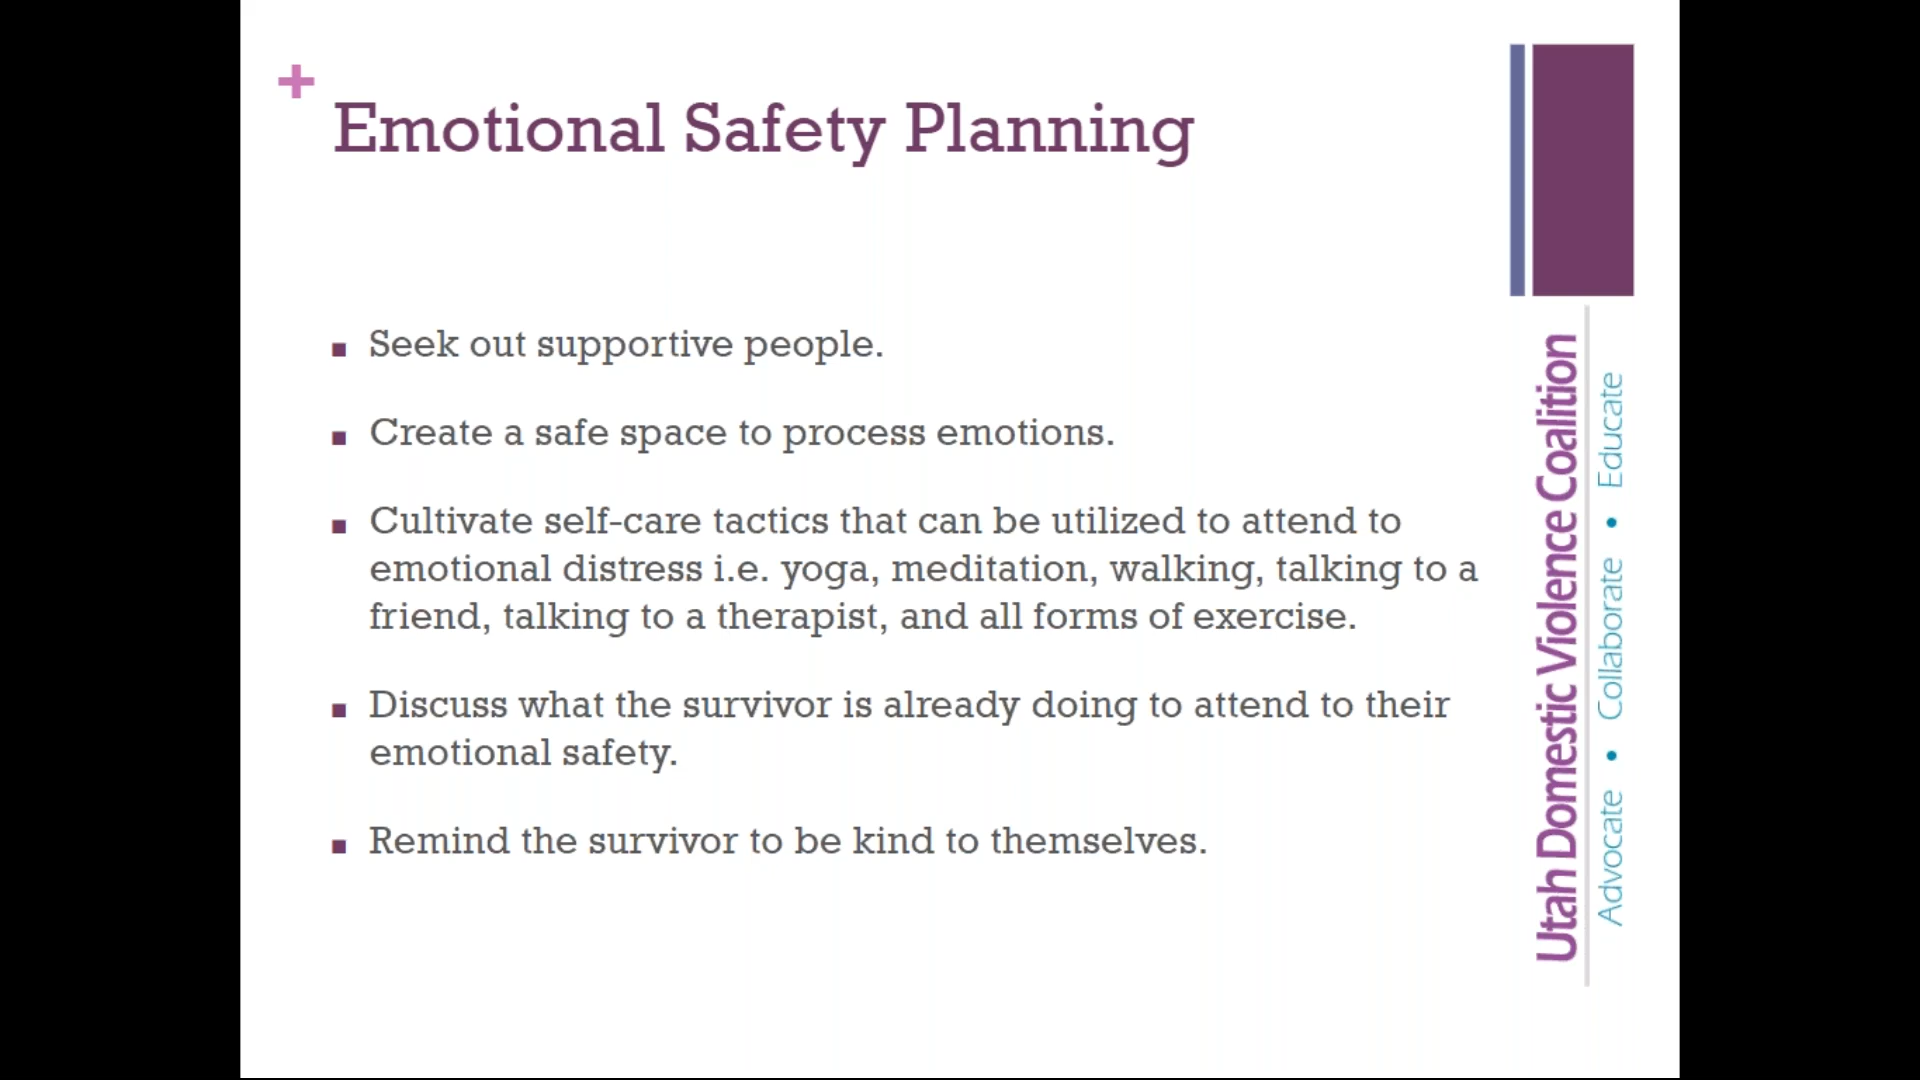 +
Emotional Safety Planning
▪ Seek out supportive people.
▪ Create a safe space to process emotions.
▪ Cultivate self-care tactics that can be utilized to attend to
emotional distress i.e. yoga, meditation, walking, talking to a
friend, talking to a therapist, and all forms of exercise.
▪ Discuss what the survivor is already doing to attend to their
emotional safety.
▪ Remind the survivor to be kind to themselves.
Utah Domestic Violence Coalition
Advocate • Collaborate • Educate